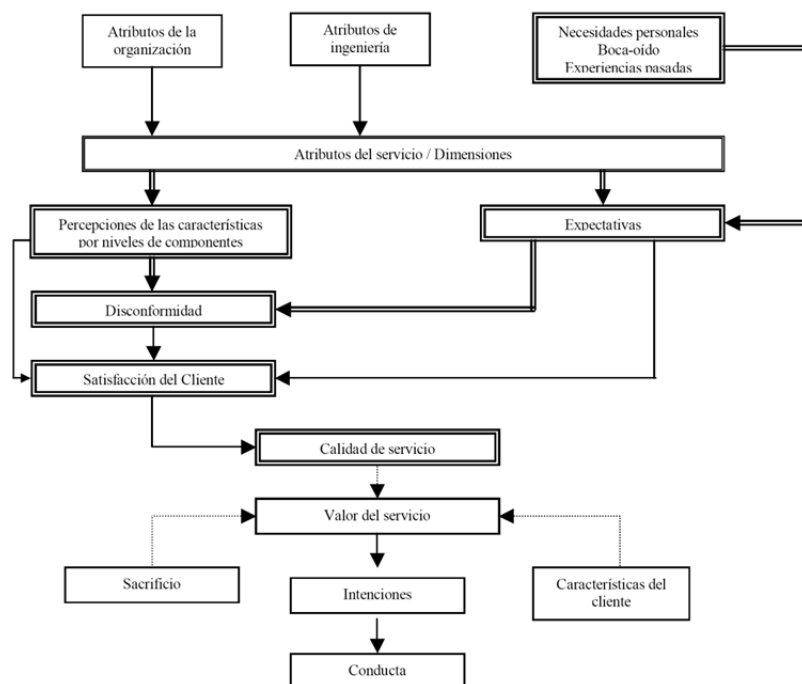 Atributos de la
organización
Atributos de
ingeniería
Necesidades personales
Boca-oído
Experiencias pasadas
Atributos del servicio / Dimensiones
Percepciones de las características
por niveles de componentes
Expectativas
Disconformidad
Satisfacción del Cliente
Calidad de servicio
Valor del servicio
Sacrificio
Intenciones
Características del
cliente
Conducta